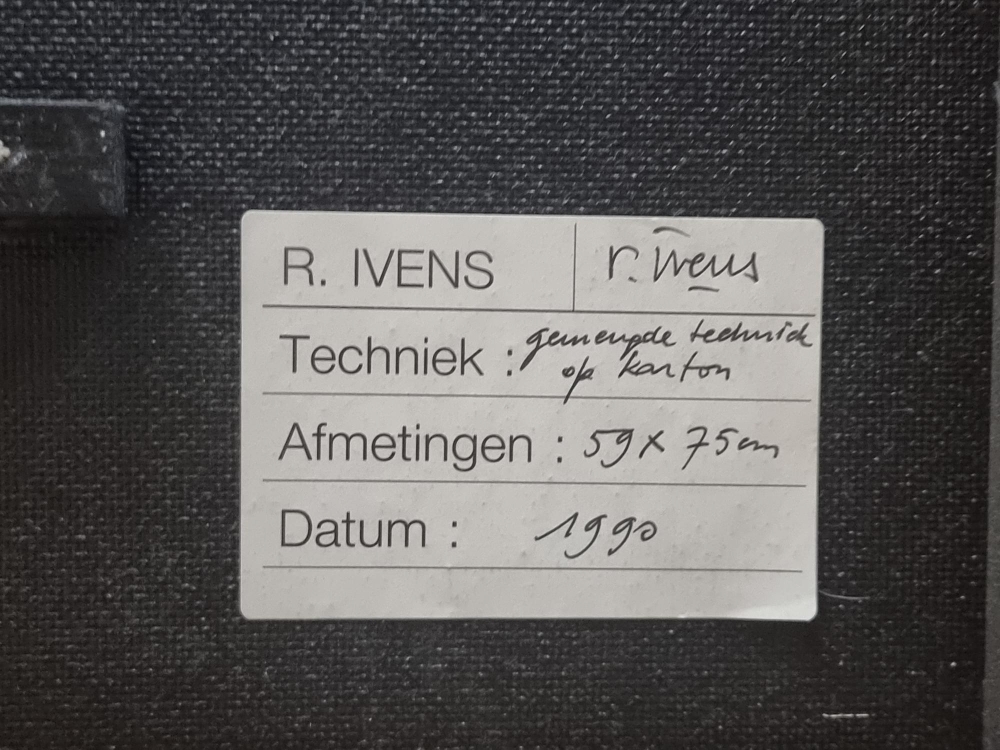 R. IVENS r. ivens
Techniek : gemengde techniek
op karton
Afmetingen : 59 x 75 cm
Datum : 1990